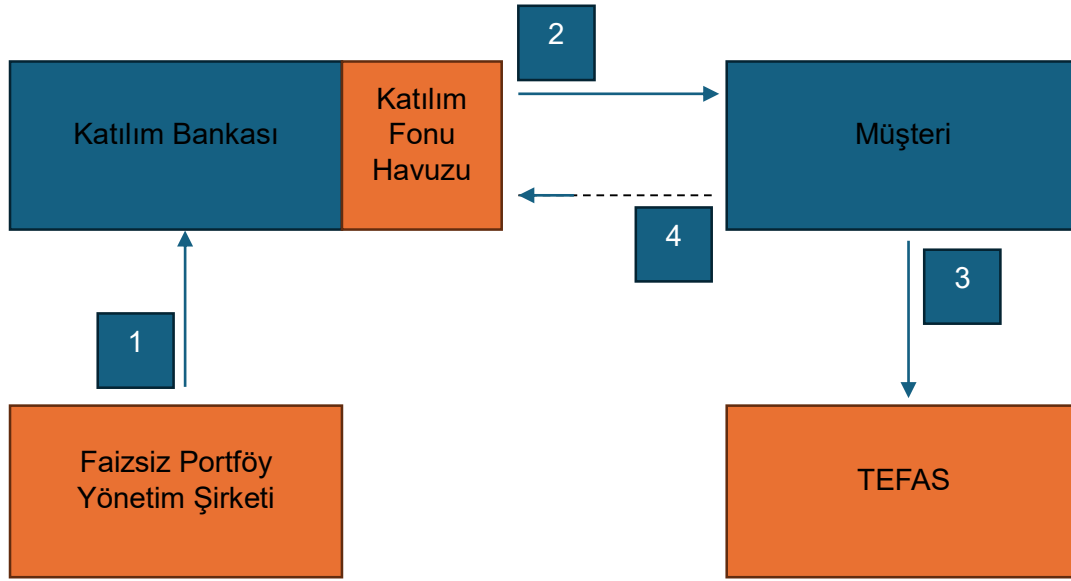 2
Katılım Bankası
Katılım
Fonu
Havuzu
Müşteri
4
3
1
Faizsiz Portföy
Yönetim Şirketi
TEFAS